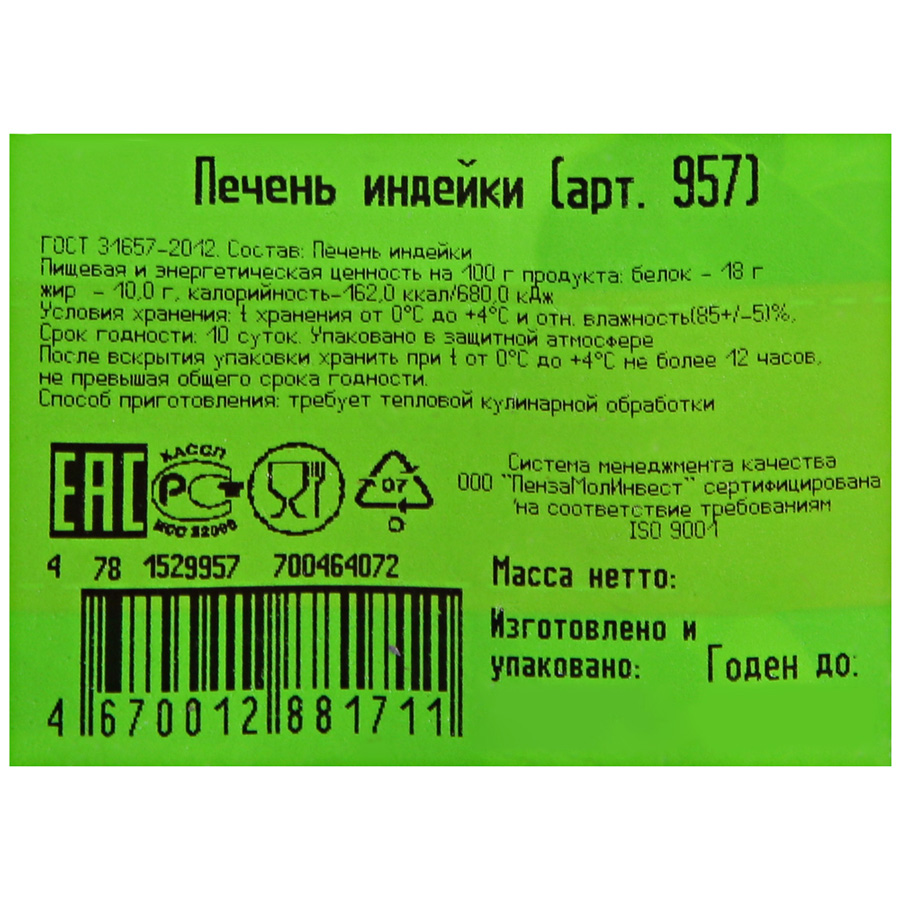 Печень индейки (арт. 957)
ГОСТ 31657-2012. Состав: Печень индейки
Пищевая и энергетическая ценность на 100 г продукта: белок - 18 г
жир - 10,0 г, калорийность-162,0 ккал/680,0 кДж
Условия хранения: t хранения от 0°С до +4°С и отн. влажность(85+/-5)%,
Срок годности: 10 суток. Упаковано в защитной атмосфере
После вскрытия упаковки хранить при t от 0°С до +4°С не более 12 часов,
не превышая общего срока годности.
Способ приготовления: требует тепловой кулинарной обработки
ЕАС
ХАССП
РСТ
ИСО 22000
07
Система менеджмента качества
ООО "ПензаМолИнвест" сертифицирована
на соответствие требованиям
ISO 9001
4 78 1529957 700464072
4 670012 881711
Масса нетто:
Изготовлено и
упаковано:
Годен до: